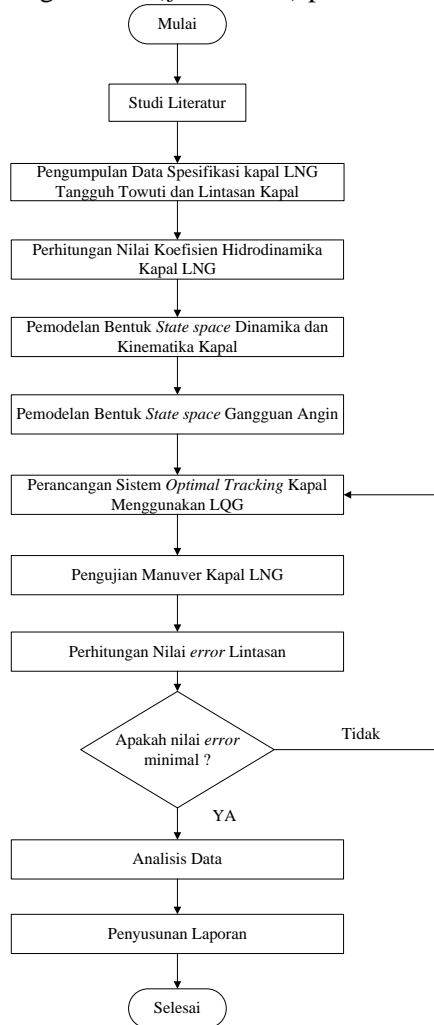 Mulai
Studi Literatur
Pengumpulan Data Spesifikasi kapal LNG
Tangguh Towuti dan Lintasan Kapal
Perhitungan Nilai Koefisien Hidrodinamika
Kapal LNG
Pemodelan Bentuk State space Dinamika dan
Kinematika Kapal
Pemodelan Bentuk State space Gangguan Angin
Perancangan Sistem Optimal Tracking Kapal
Menggunakan LQG
Pengujian Manuver Kapal LNG
Perhitungan Nilai error Lintasan
Apakah nilai error
minimal ?
Tidak
YA
Analisis Data
Penyusunan Laporan
Selesai